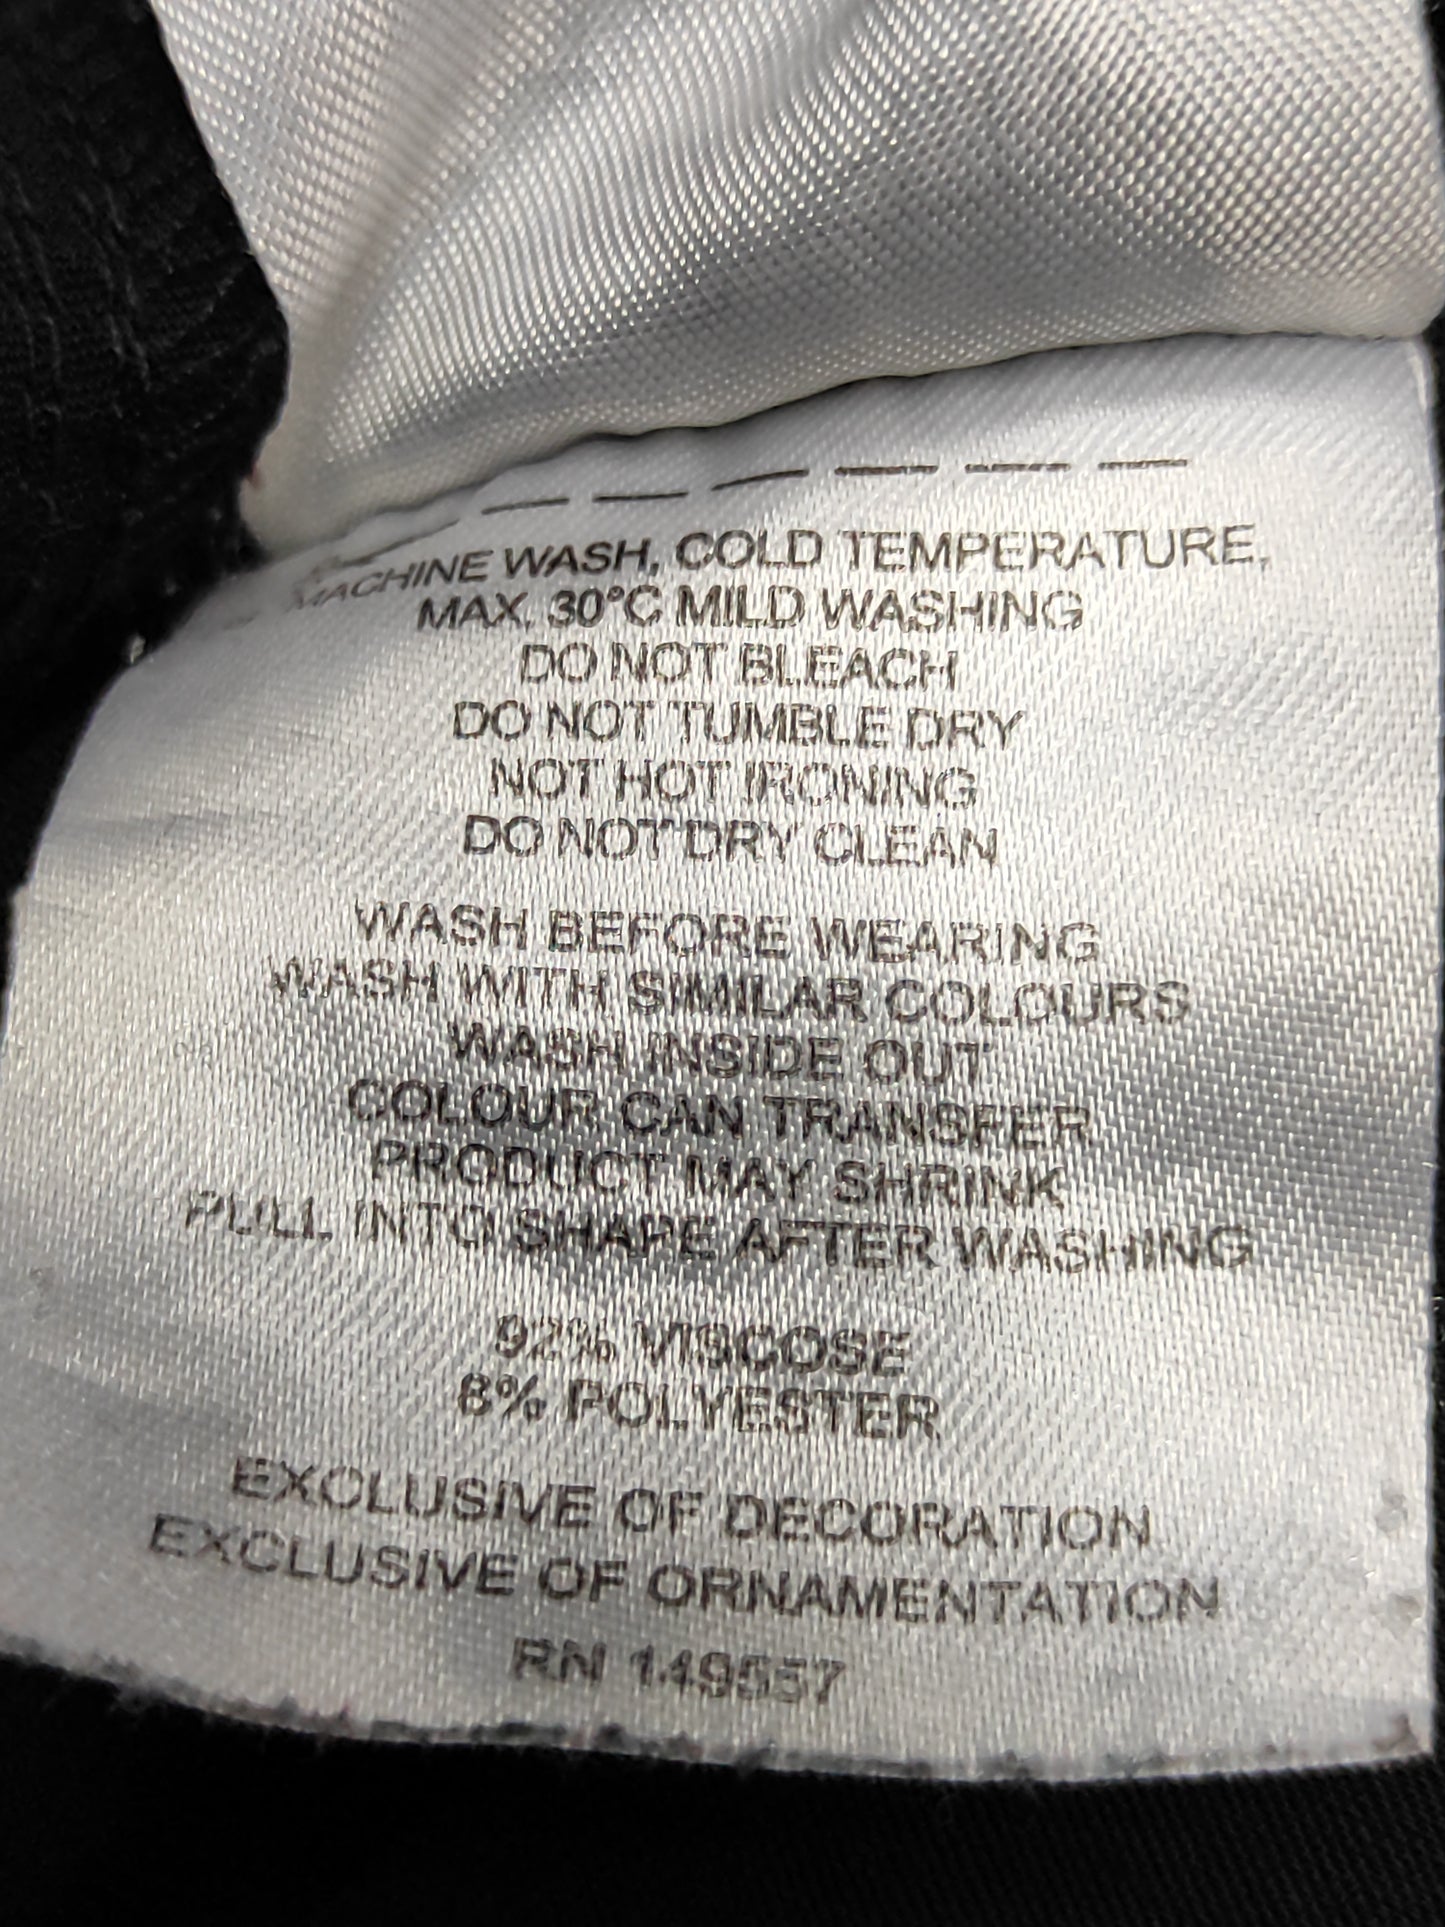 MACHINE WASH, COLD TEMPERATURE,
MAX. 30°C MILD WASHING
DO NOT BLEACH
DO NOT TUMBLE DRY
NOT HOT IRONING
DO NOT DRY CLEAN
WASH BEFORE WEARING
WASH WITH SIMILAR COLOURS
WASH INSIDE OUT
COLOUR CAN TRANSFER
PRODUCT MAY SHRINK
PULL INTO SHAPE AFTER WASHING
92% VISCOSE
8% POLYESTER
EXCLUSIVE OF DECORATION
EXCLUSIVE OF ORNAMENTATION
RN 149557